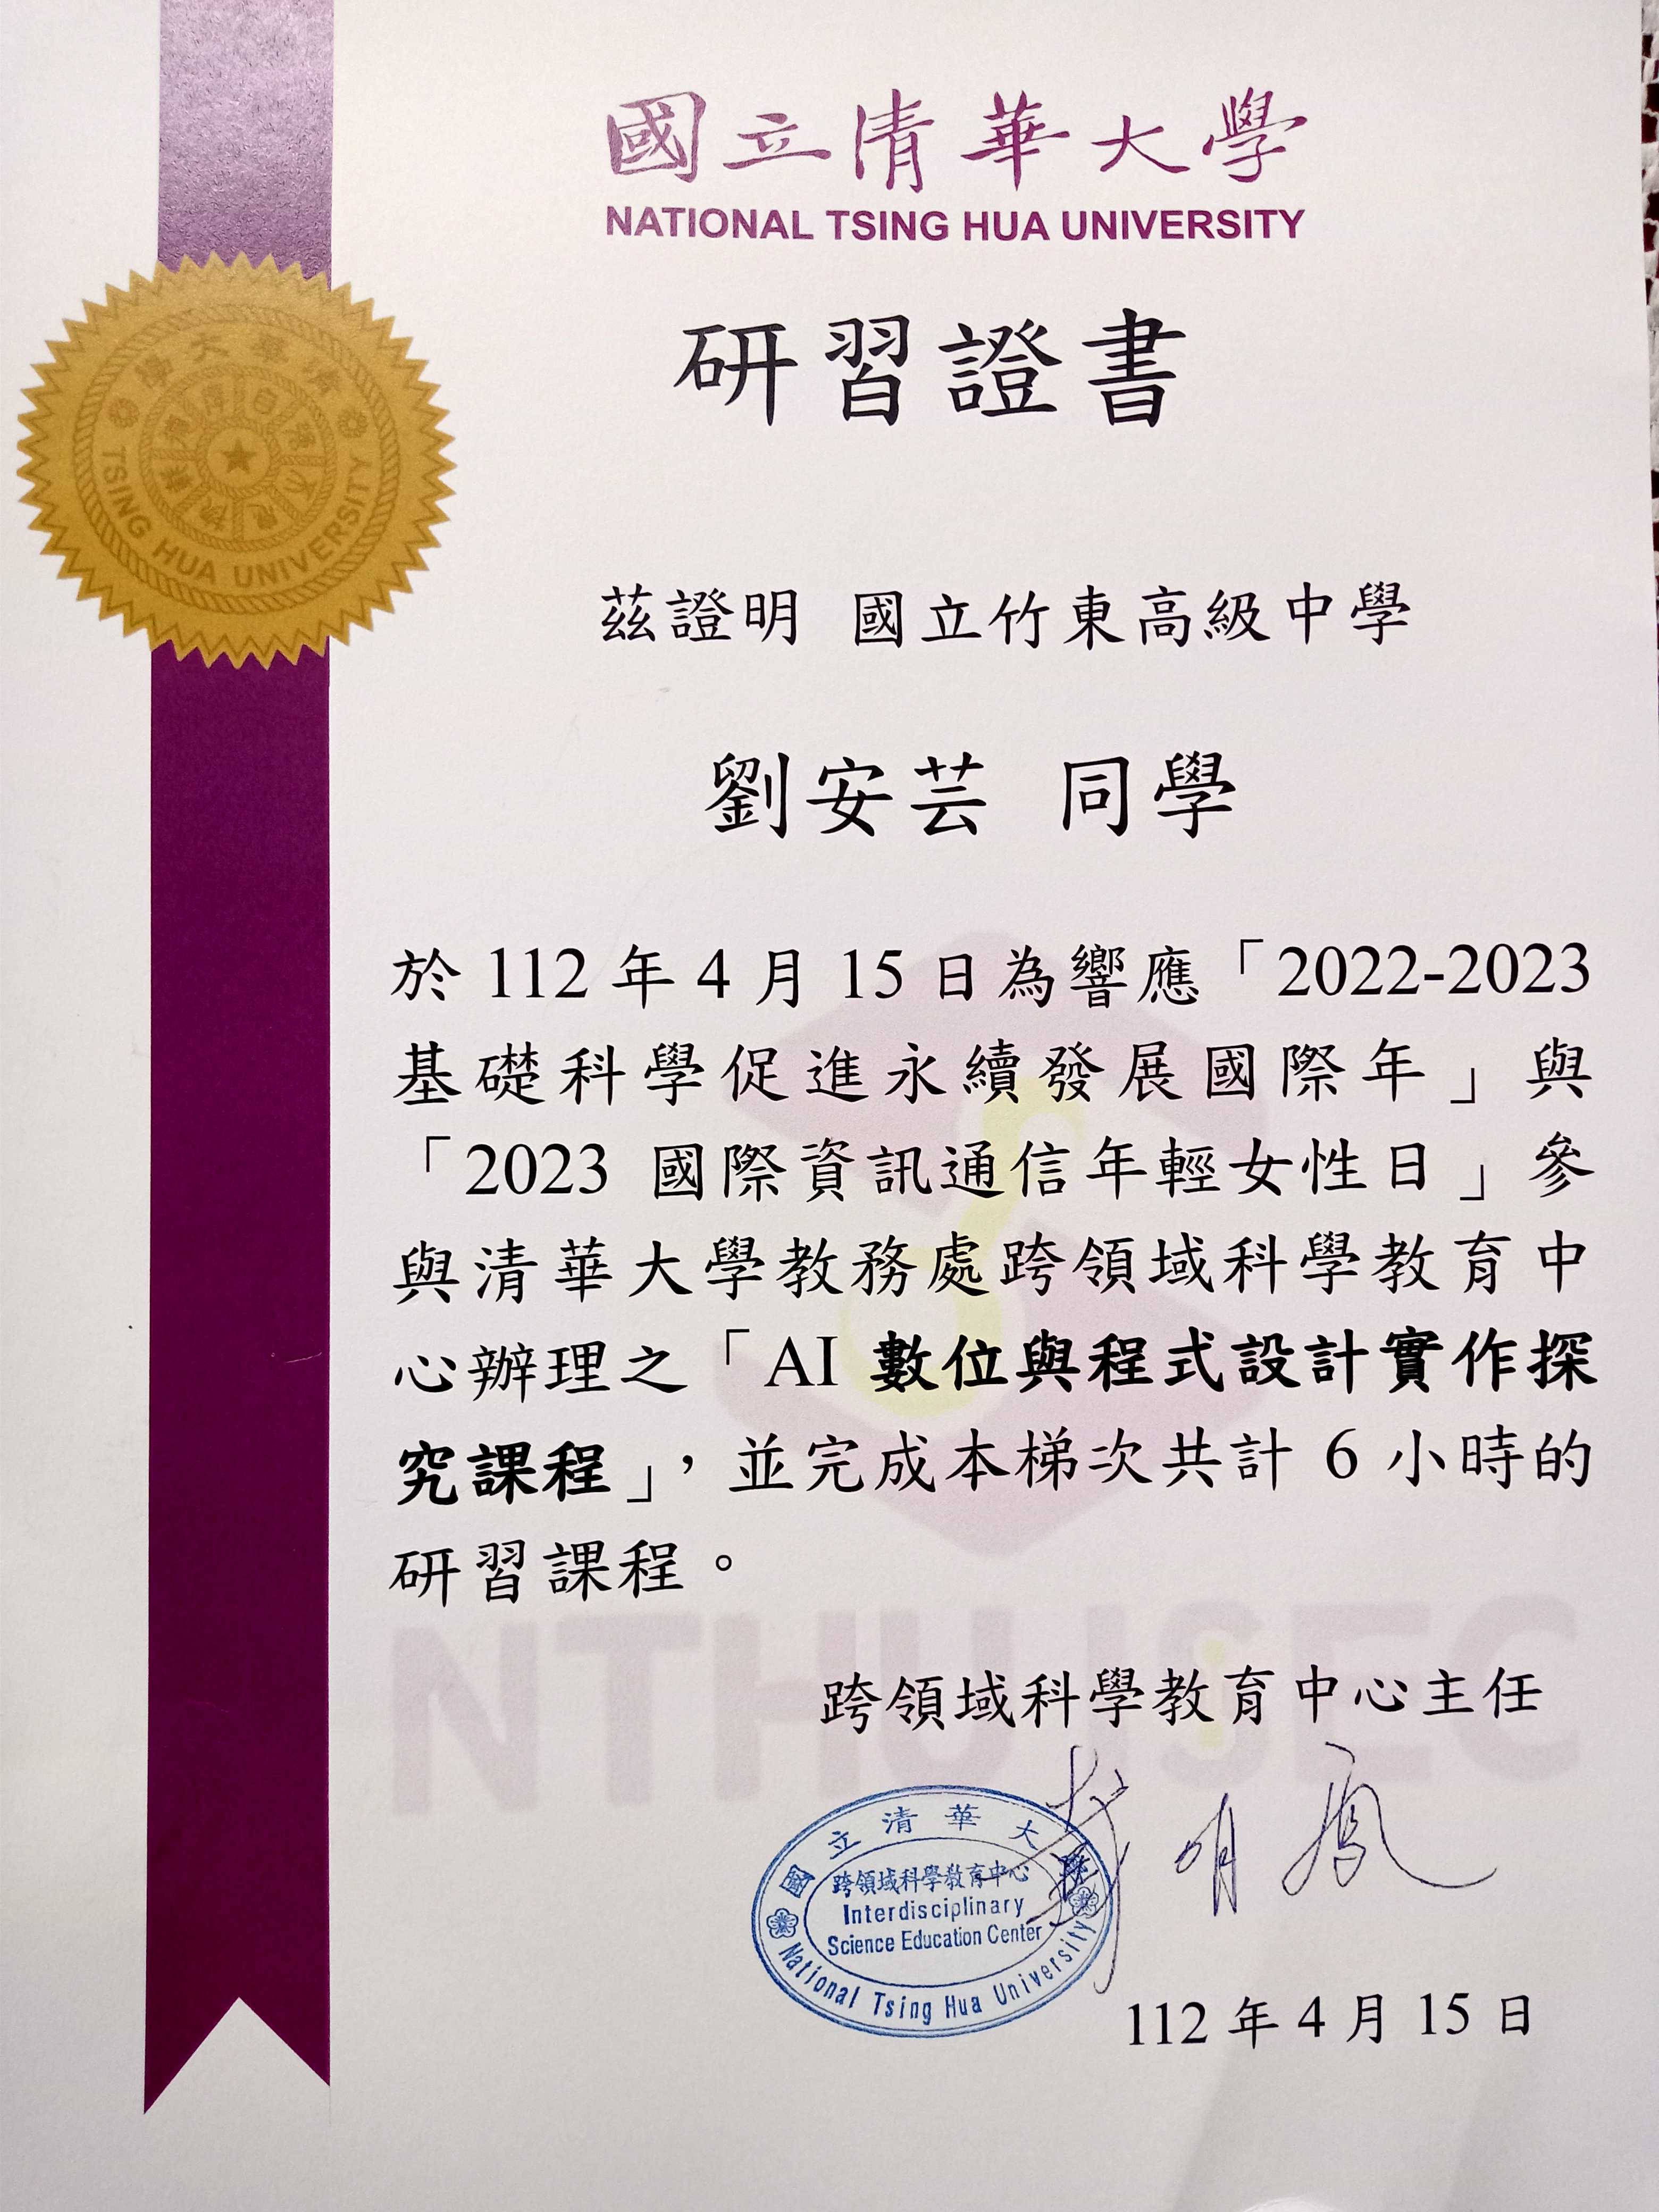 國立清華大學
NATIONAL TSING HUA UNIVERSITY
研習證書
TSING HUA UNIVERSITY
茲證明 國立竹東高級中學
劉安芸 同學
於 112 年 4 月 15 日為響應「2022-2023
基礎科學促進永續發展國際年」與
「2023 國際資訊通信年輕女性日」參
與清華大學教務處跨領域科學教育中
心辦理之「AI 數位與程式設計實作探
究課程」，並完成本梯次共計 6 小時的
研習課程。
NTHU ISEC
跨領域科學教育中心主任
國立清華大學
跨領域科學教育中心
Interdisciplinary
Science Education Center
National Tsing Hua University
明鳳
112 年 4 月 15 日